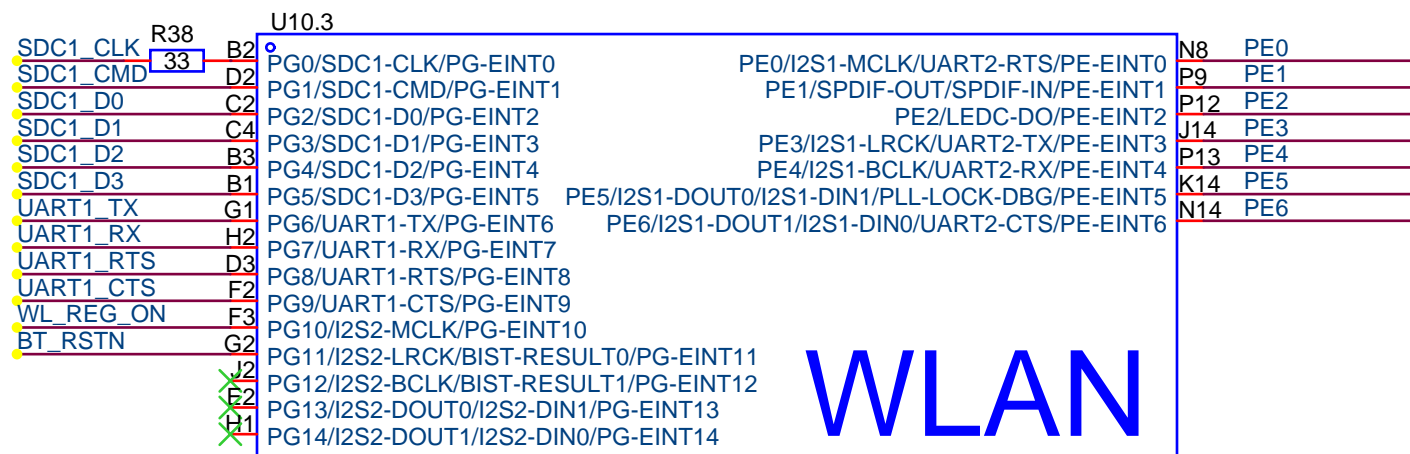 U10.3
R38
33
SDC1_CLK B2 PG0/SDC1-CLK/PG-EINT0 PE0/I2S1-MCLK/UART2-RTS/PE-EINT0 N8 PE0
SDC1_CMD D2 PG1/SDC1-CMD/PG-EINT1 PE1/SPDIF-OUT/SPDIF-IN/PE-EINT1 P9 PE1
SDC1_D0 C2 PG2/SDC1-D0/PG-EINT2 PE2/LEDC-DO/PE-EINT2 P12 PE2
SDC1_D1 C4 PG3/SDC1-D1/PG-EINT3 PE3/I2S1-LRCK/UART2-TX/PE-EINT3 J14 PE3
SDC1_D2 B3 PG4/SDC1-D2/PG-EINT4 PE4/I2S1-BCLK/UART2-RX/PE-EINT4 P13 PE4
SDC1_D3 B1 PG5/SDC1-D3/PG-EINT5 PE5/I2S1-DOUT0/I2S1-DIN1/PLL-LOCK-DBG/PE-EINT5 K14 PE5
UART1_TX G1 PG6/UART1-TX/PG-EINT6 PE6/I2S1-DOUT1/I2S1-DIN0/UART2-CTS/PE-EINT6 N14 PE6
UART1_RX H2 PG7/UART1-RX/PG-EINT7
UART1_RTS D3 PG8/UART1-RTS/PG-EINT8
UART1_CTS F2 PG9/UART1-CTS/PG-EINT9
WL_REG_ON F3 PG10/I2S2-MCLK/PG-EINT10
BT_RSTN G2 PG11/I2S2-LRCK/BIST-RESULT0/PG-EINT11
J2 PG12/I2S2-BCLK/BIST-RESULT1/PG-EINT12
E2 PG13/I2S2-DOUT0/I2S2-DIN1/PG-EINT13
H1 PG14/I2S2-DOUT1/I2S2-DIN0/PG-EINT14
WLAN